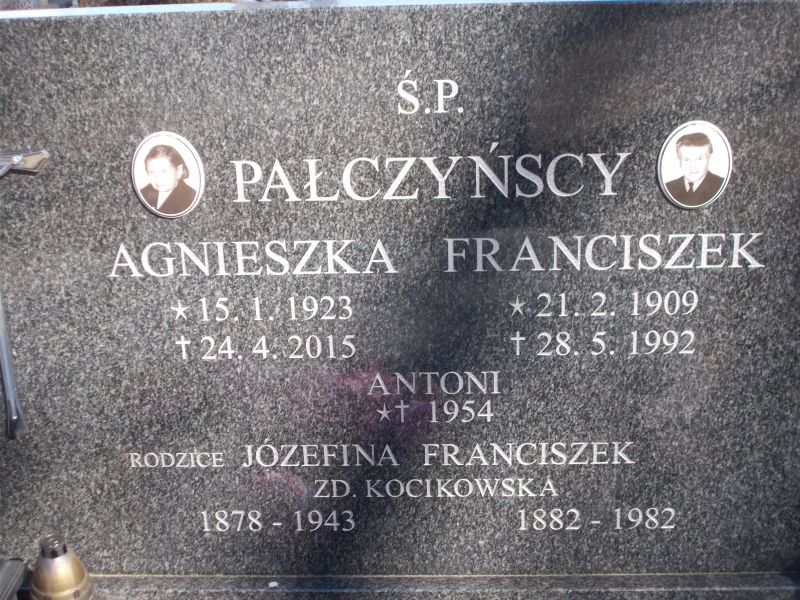 Ś.P.
PAŁCZYŃSCY
AGNIESZKA FRANCISZEK
★ 15. 1. 1923 ★ 21. 2. 1909
† 24. 4. 2015 † 28. 5. 1992
ANTONI
★† 1954
RODZICE JÓZEFINA FRANCISZEK
ZD. KOCIKOWSKA
1878 - 1943 1882 - 1982